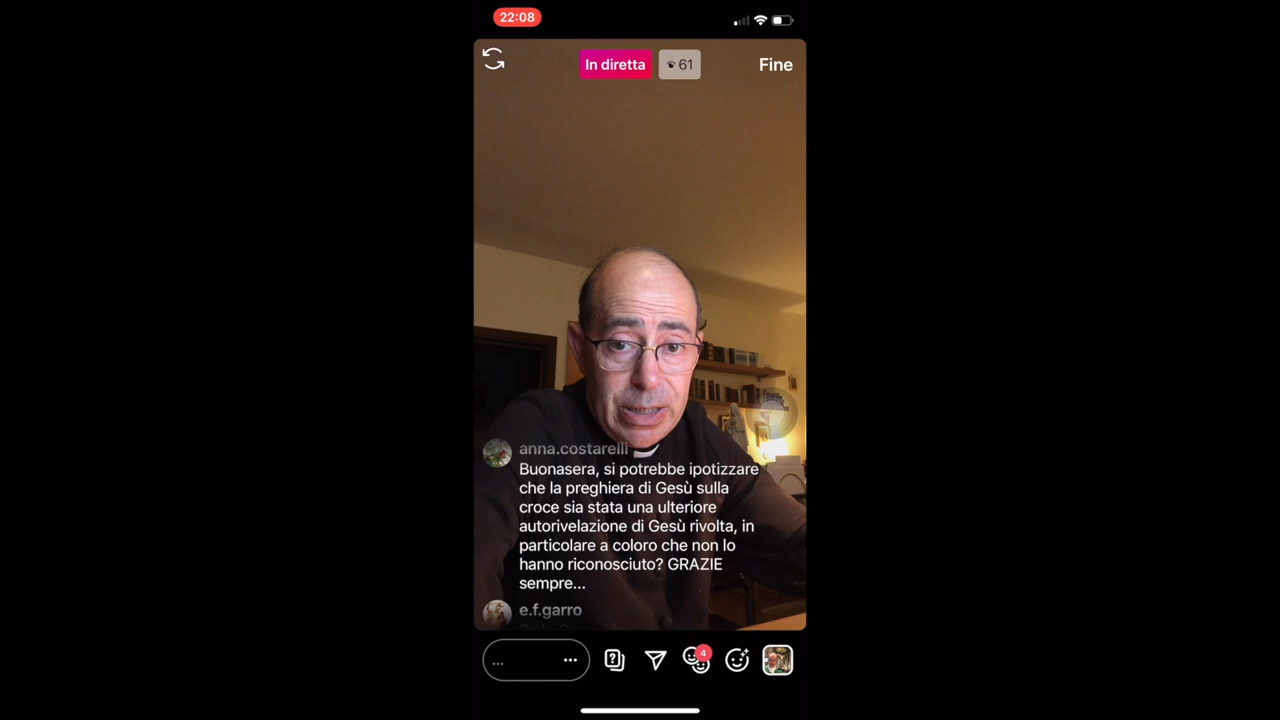 22:08
In diretta 61 Fine
anna.costarelli
Buonasera, si potrebbe ipotizzare
che la preghiera di Gesù sulla
croce sia stata una ulteriore
autorivelazione di Gesù rivolta, in
particolare a coloro che non lo
hanno riconosciuto? GRAZIE
sempre...
e.f.garro
...
4